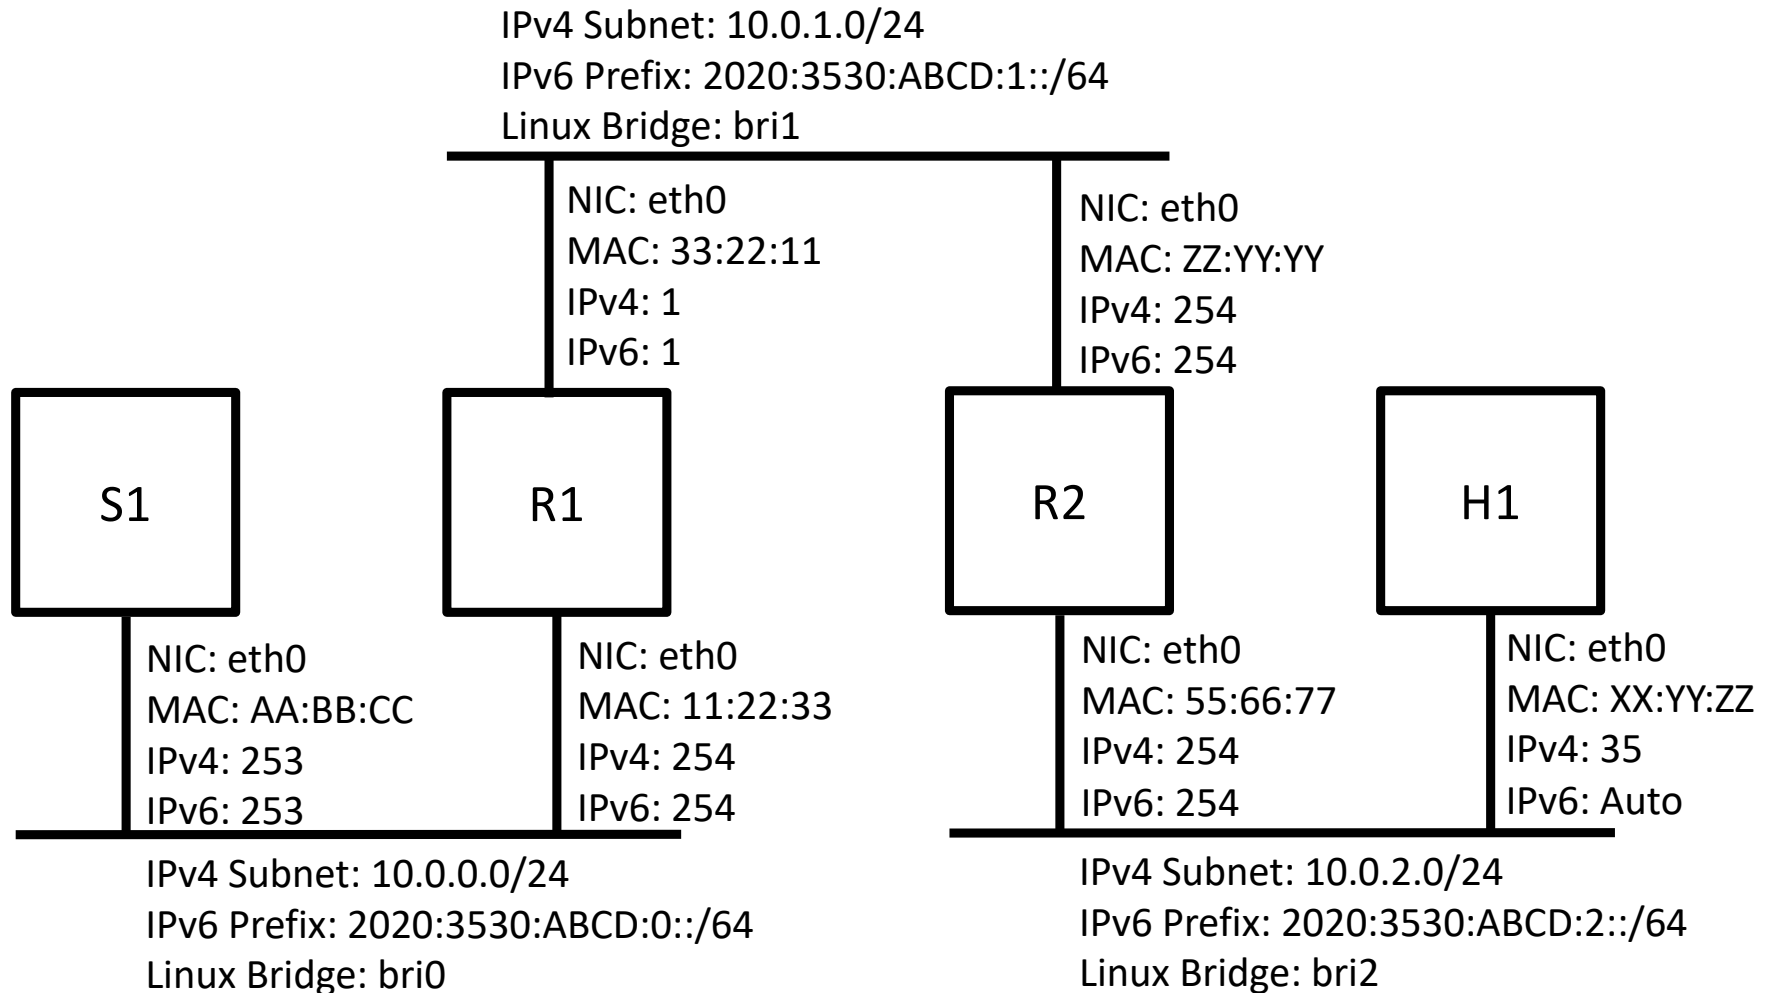 IPv4 Subnet: 10.0.1.0/24
IPv6 Prefix: 2020:3530:ABCD:1::/64
Linux Bridge: bri1
NIC: eth0
MAC: 33:22:11
IPv4: 1
IPv6: 1
NIC: eth0
MAC: ZZ:YY:YY
IPv4: 254
IPv6: 254
S1
R1
R2
H1
NIC: eth0
MAC: AA:BB:CC
IPv4: 253
IPv6: 253
NIC: eth0
MAC: 11:22:33
IPv4: 254
IPv6: 254
NIC: eth0
MAC: 55:66:77
IPv4: 254
IPv6: 254
NIC: eth0
MAC: XX:YY:ZZ
IPv4: 35
IPv6: Auto
IPv4 Subnet: 10.0.0.0/24
IPv6 Prefix: 2020:3530:ABCD:0::/64
Linux Bridge: bri0
IPv4 Subnet: 10.0.2.0/24
IPv6 Prefix: 2020:3530:ABCD:2::/64
Linux Bridge: bri2